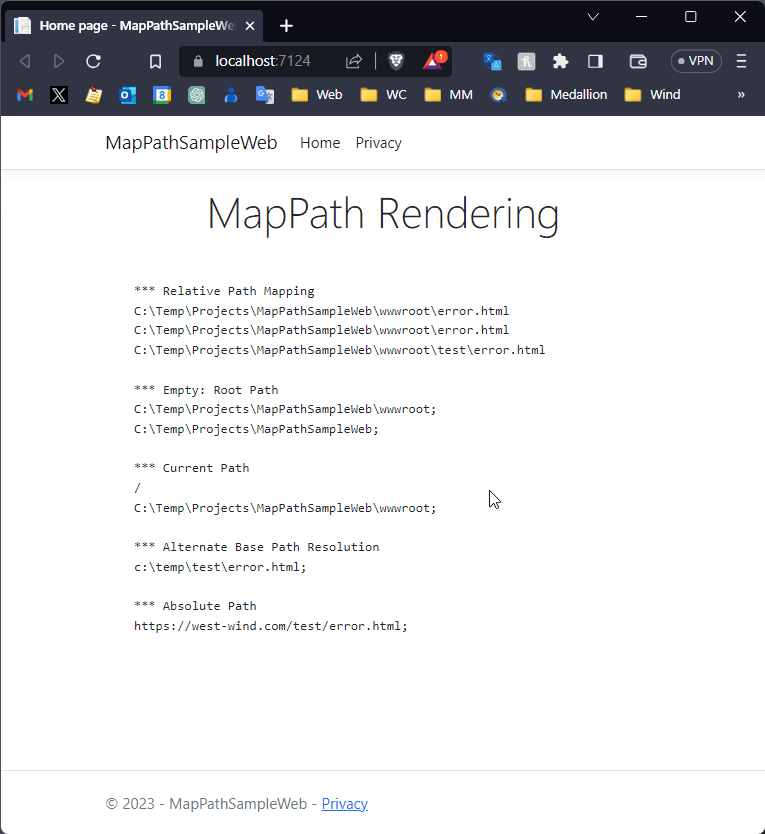 Home page - MapPathSampleWe
localhost:7124
1
VPN
8
Web
WC
MM
Medallion
Wind
»
MapPathSampleWeb
Home
Privacy
MapPath Rendering
*** Relative Path Mapping
C:\Temp\Projects\MapPathSampleWeb\wwwroot\error.html
C:\Temp\Projects\MapPathSampleWeb\wwwroot\error.html
C:\Temp\Projects\MapPathSampleWeb\wwwroot\test\error.html
*** Empty: Root Path
C:\Temp\Projects\MapPathSampleWeb\wwwroot;
C:\Temp\Projects\MapPathSampleWeb;
*** Current Path
/
C:\Temp\Projects\MapPathSampleWeb\wwwroot;
*** Alternate Base Path Resolution
c:\temp\test\error.html;
*** Absolute Path
https://west-wind.com/test/error.html;
© 2023 - MapPathSampleWeb - Privacy